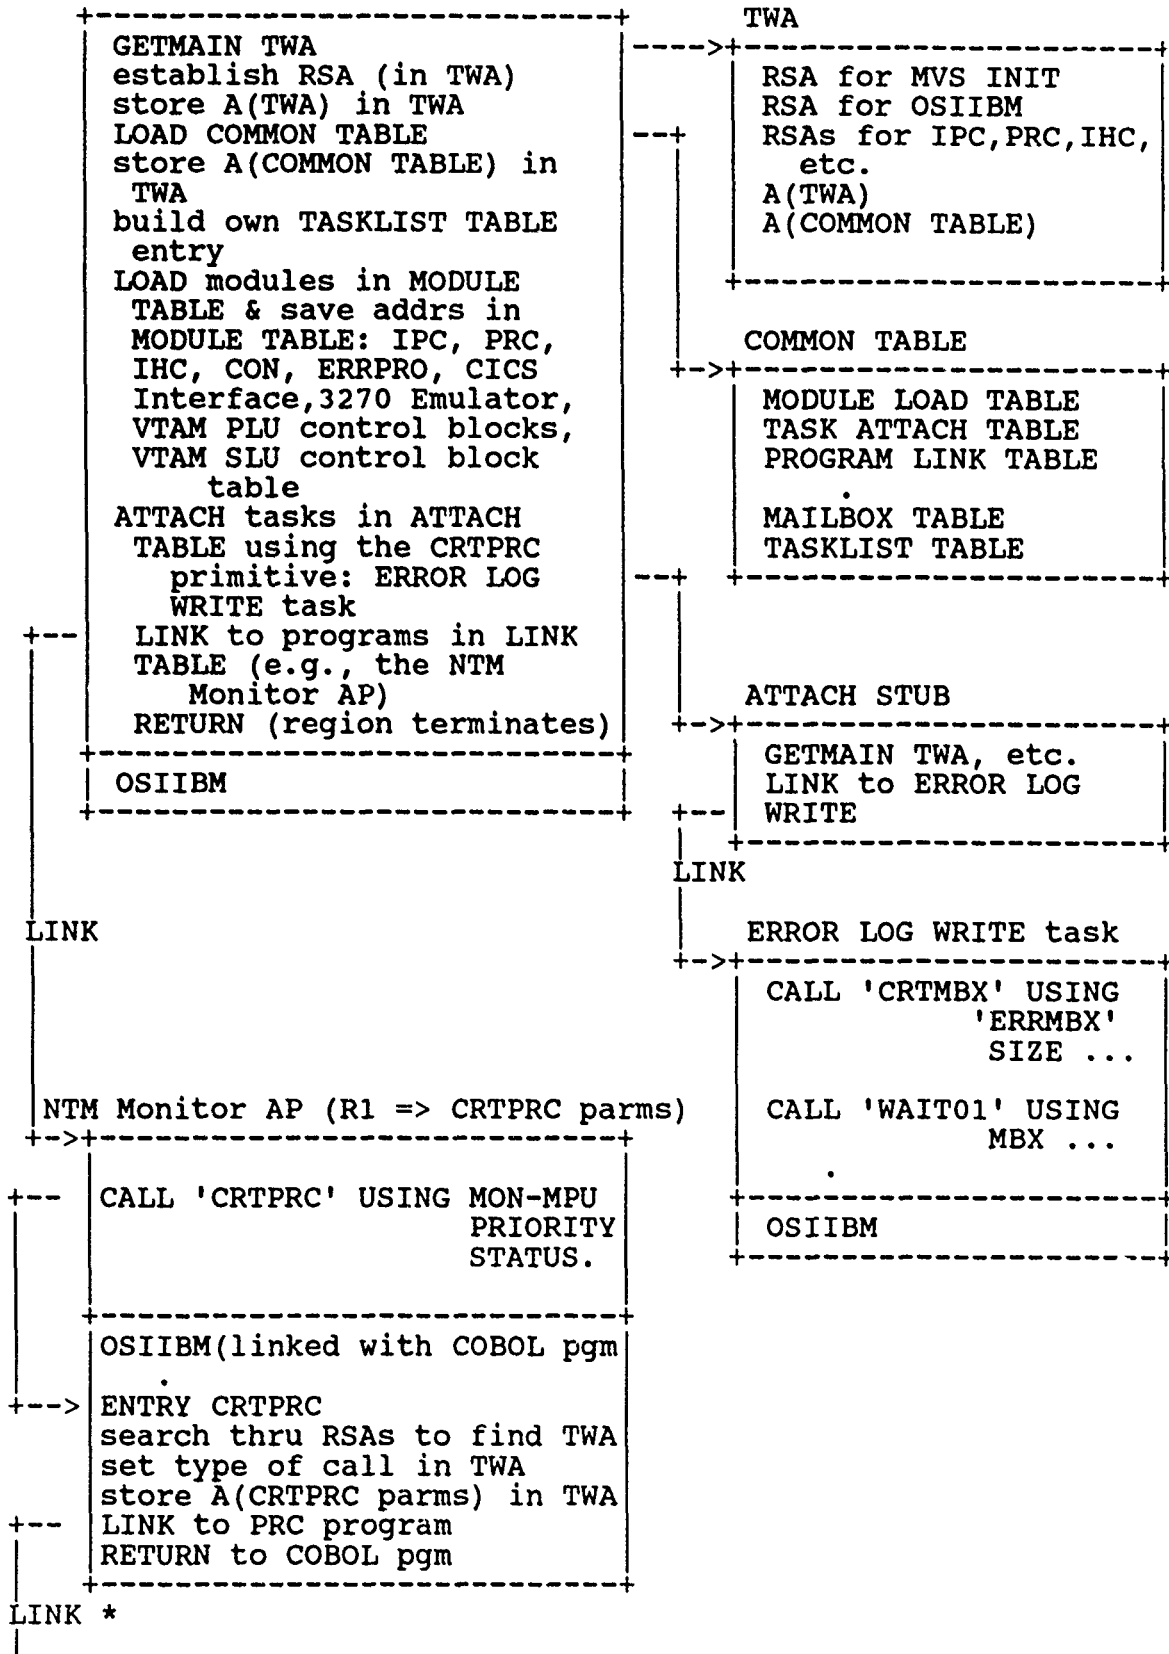 GETMAIN TWA
establish RSA (in TWA)
store A(TWA) in TWA
LOAD COMMON TABLE
store A(COMMON TABLE) in
TWA
build own TASKLIST TABLE
entry
LOAD modules in MODULE
TABLE & save addrs in
MODULE TABLE: IPC, PRC,
IHC, CON, ERRPRO, CICS
Interface,3270 Emulator,
VTAM PLU control blocks,
VTAM SLU control block
table
ATTACH tasks in ATTACH
TABLE using the CRTPRC
primitive: ERROR LOG
WRITE task
LINK to programs in LINK
TABLE (e.g., the NTM
Monitor AP)
RETURN (region terminates)
OSIIBM
TWA
RSA for MVS INIT
RSA for OSIIBM
RSAs for IPC,PRC,IHC,
etc.
A(TWA)
A(COMMON TABLE)
COMMON TABLE
MODULE LOAD TABLE
TASK ATTACH TABLE
PROGRAM LINK TABLE
.
MAILBOX TABLE
TASKLIST TABLE
ATTACH STUB
GETMAIN TWA, etc.
LINK to ERROR LOG
WRITE
LINK
LINK
ERROR LOG WRITE task
CALL 'CRTMBX' USING
'ERRMBX'
SIZE ...
CALL 'WAIT01' USING
MBX ...
.
OSIIBM
NTM Monitor AP (R1 => CRTPRC parms)
CALL 'CRTPRC' USING MON-MPU
PRIORITY
STATUS.
OSIIBM(linked with COBOL pgm
.
ENTRY CRTPRC
search thru RSAs to find TWA
set type of call in TWA
store A(CRTPRC parms) in TWA
LINK to PRC program
RETURN to COBOL pgm
LINK *